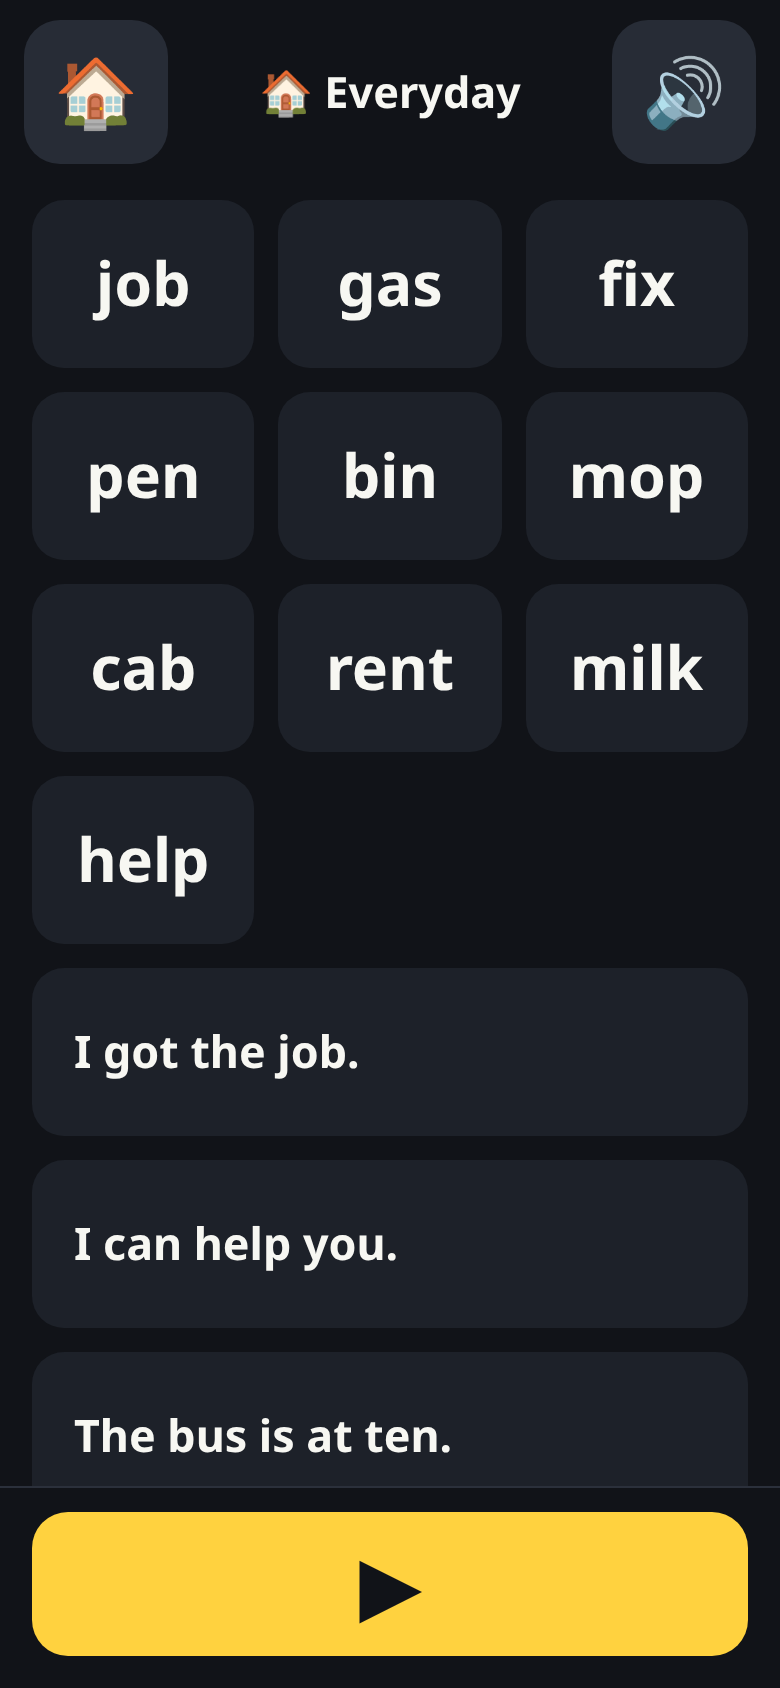 🏠 Everyday
job gas fix
pen bin mop
cab rent milk
help
I got the job.
I can help you.
The bus is at ten.